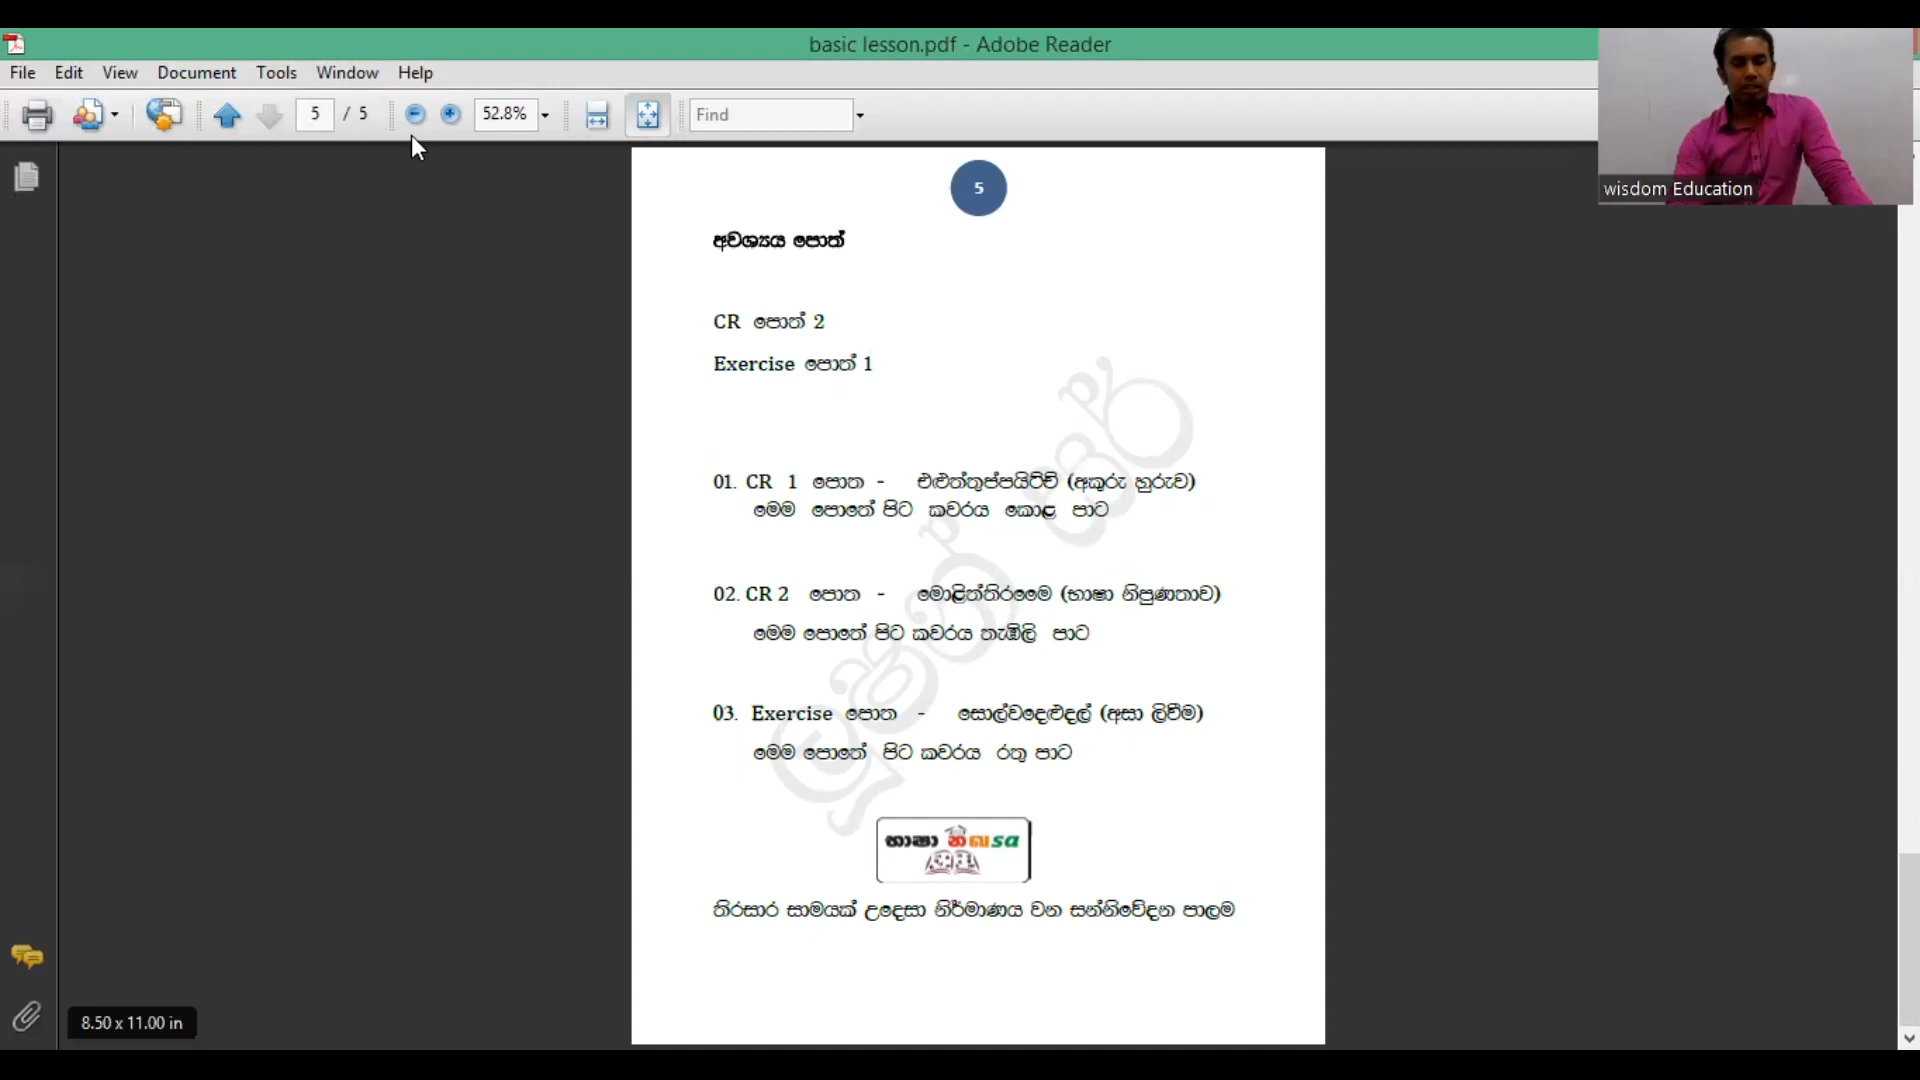 basic lesson.pdf - Adobe Reader
File Edit View Document Tools Window Help
5 / 5 52.8% Find
wisdom Education
5
අවශ්‍යය පොත්
CR පොත් 2
Exercise පොත් 1
01. CR 1 පොත - එළුත්තුප්පයිට්චි (අකුරු හුරුව)
මෙම පොතේ පිට කවරය කොළ පාට
02. CR 2 පොත - මොළිත්තිරමෛ (භාෂා නිපුණතාව)
මෙම පොතේ පිට කවරය තැඹිලි පාට
03. Exercise පොත - සොල්වදෙළුදල් (අසා ලිවීම)
මෙම පොතේ පිට කවරය රතු පාට
භාෂා
තිරසාර සාමයක් උදෙසා නිර්මාණය වන සන්නිවේදන පාලම
8.50 x 11.00 in